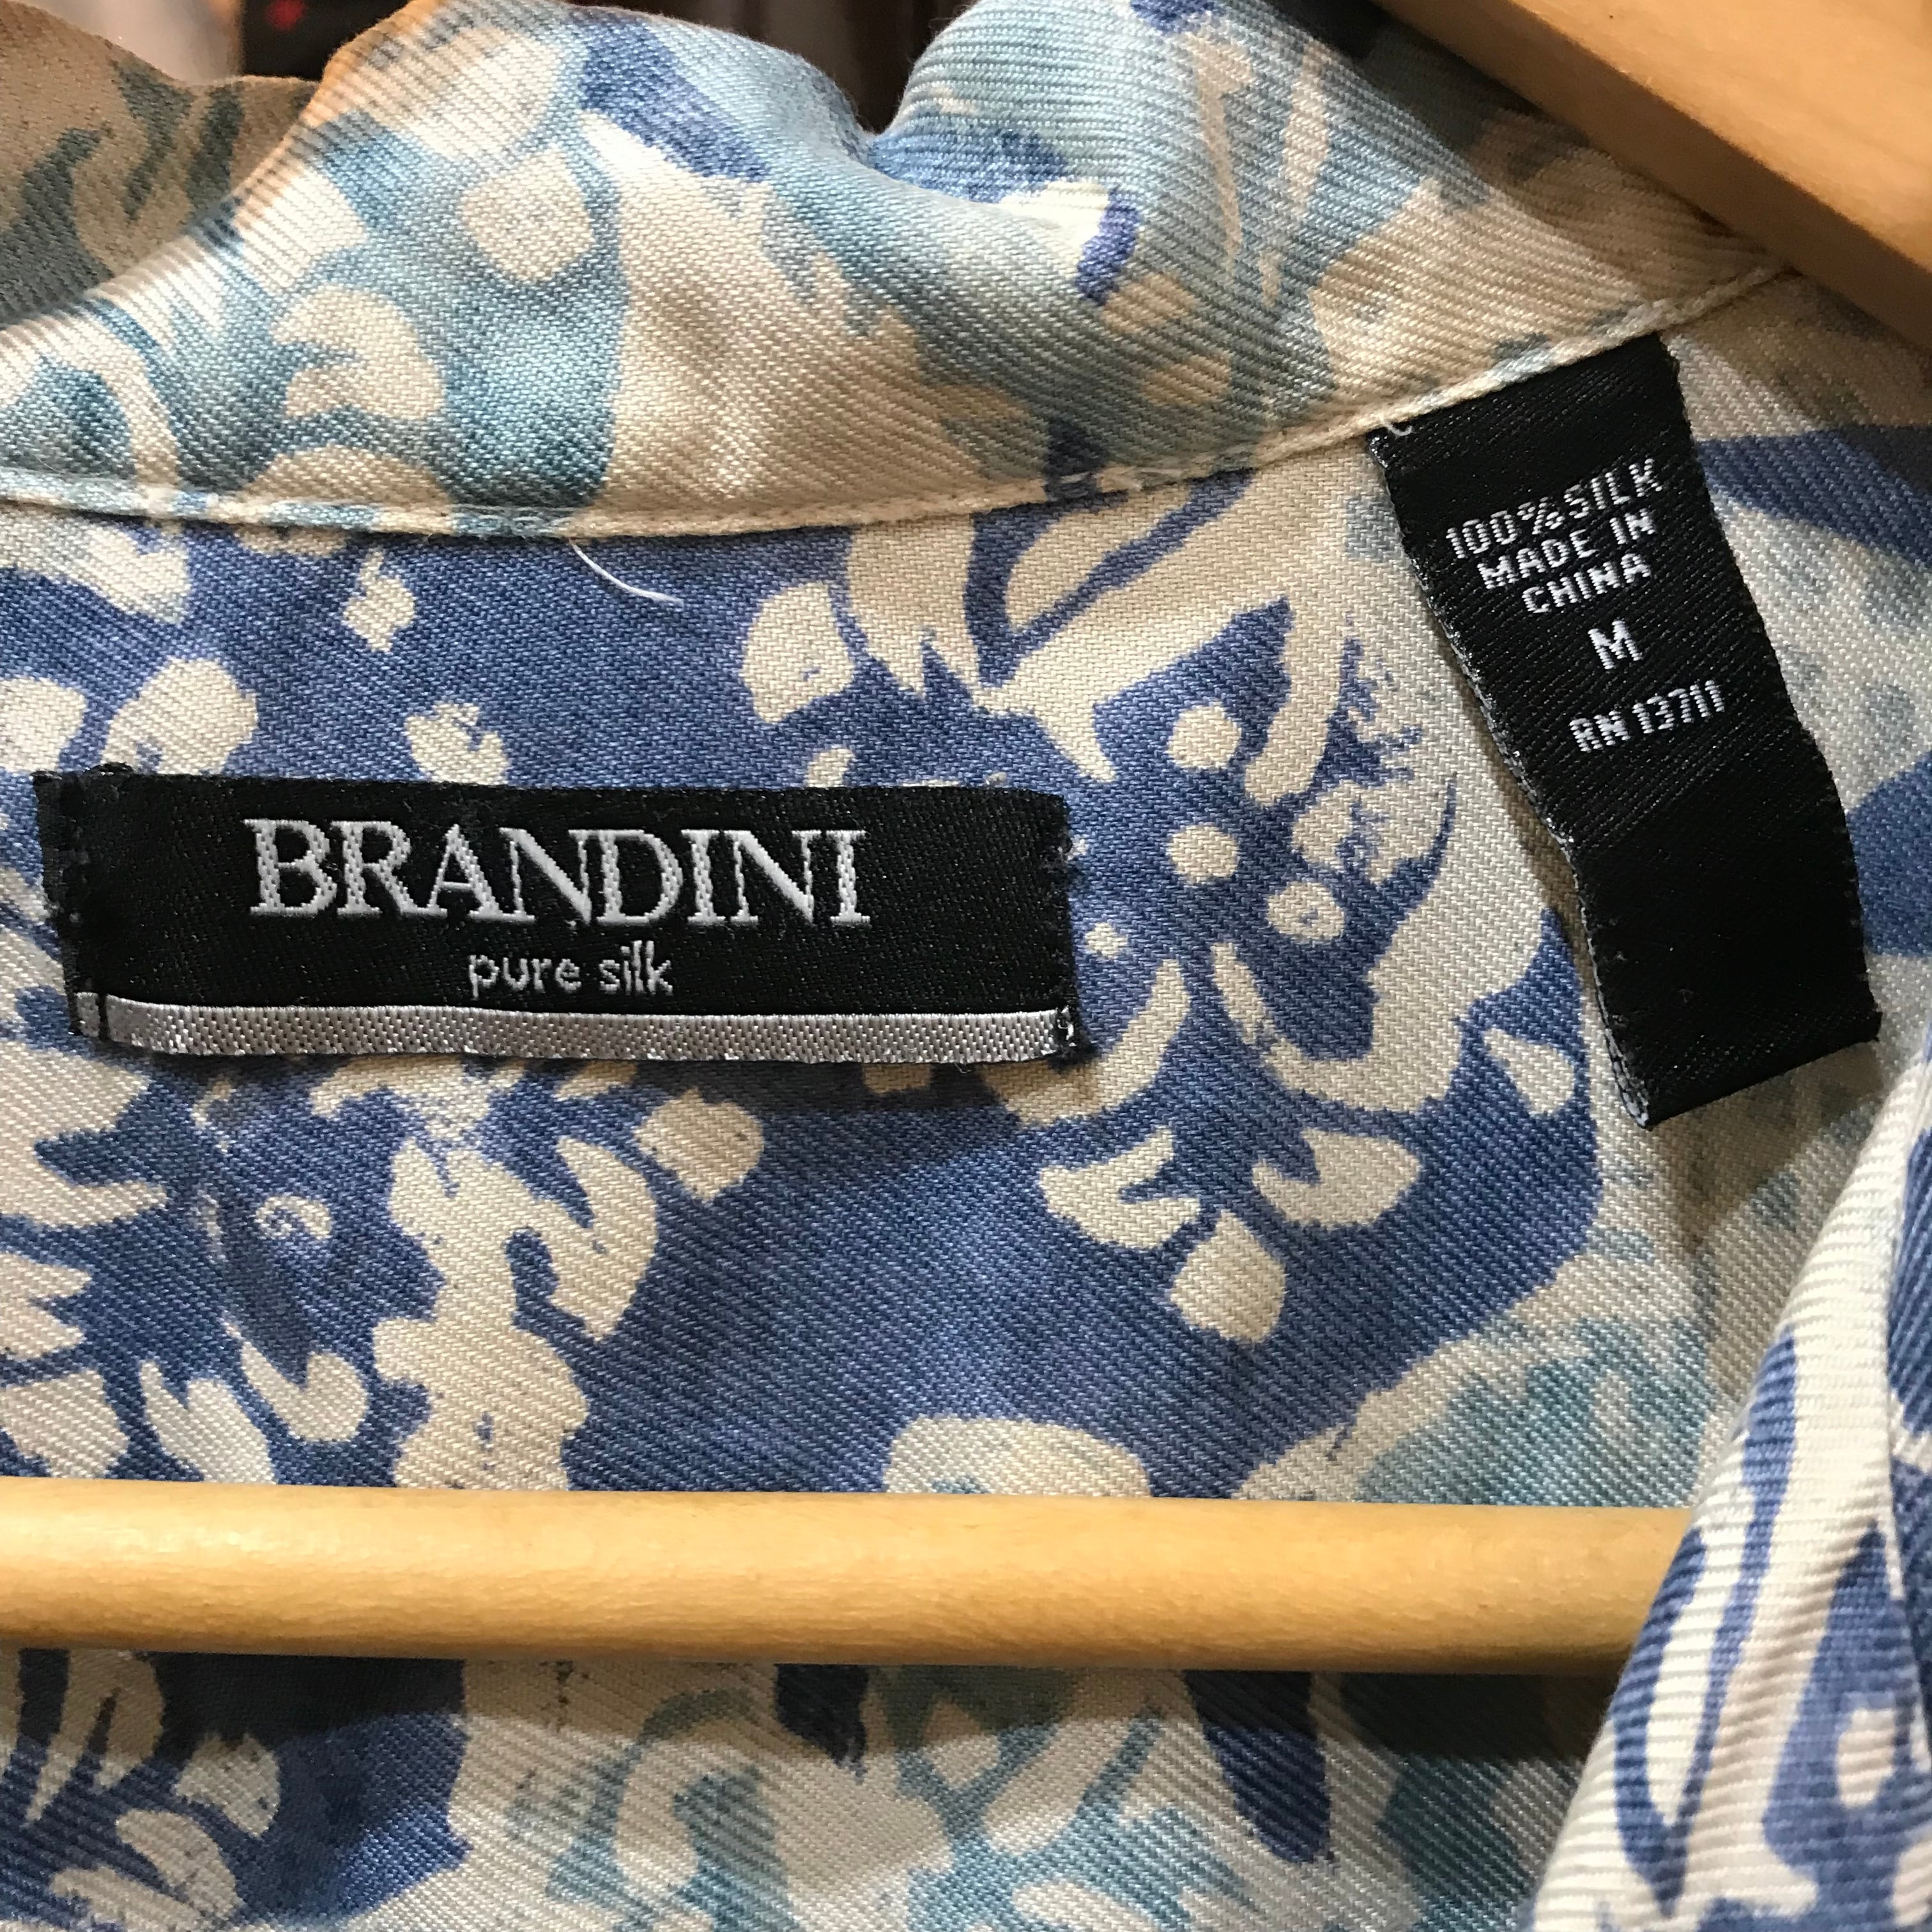 BRANDINI
pure silk
100% SILK
MADE IN
CHINA
M
RN 13711